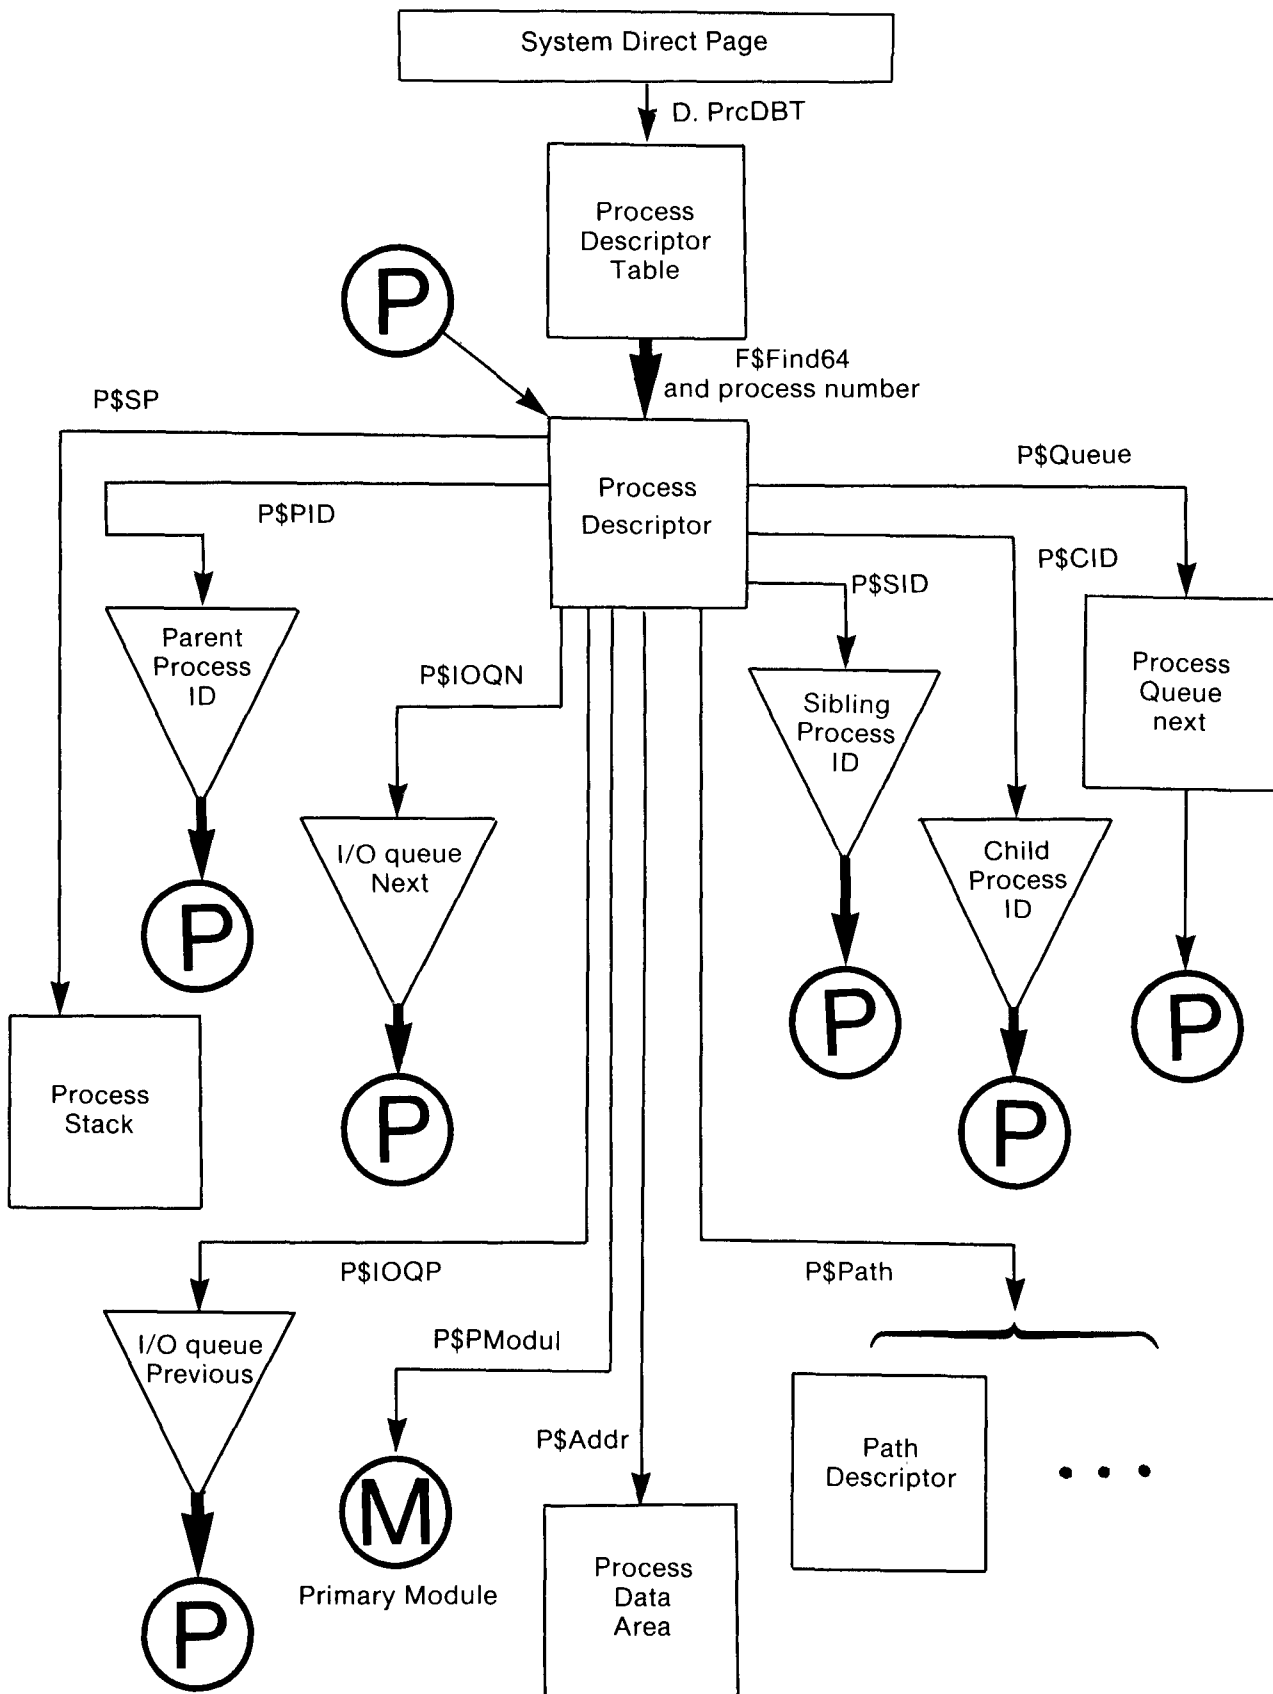 System Direct Page
D. PrcDBT
Process
Descriptor
Table
P
F$Find64
and process number
P$SP
P$Queue
P$PID
Process
Descriptor
P$CID
P$SID
Parent
Process
ID
P$IOQN
Sibling
Process
ID
Process
Queue
next
I/O queue
Next
Child
Process
ID
P
P
P
P
P
Process
Stack
P$IOQP
P$Path
I/O queue
Previous
P$PModul
P$Addr
Path
Descriptor
• • •
M
Primary Module
Process
Data
Area
P